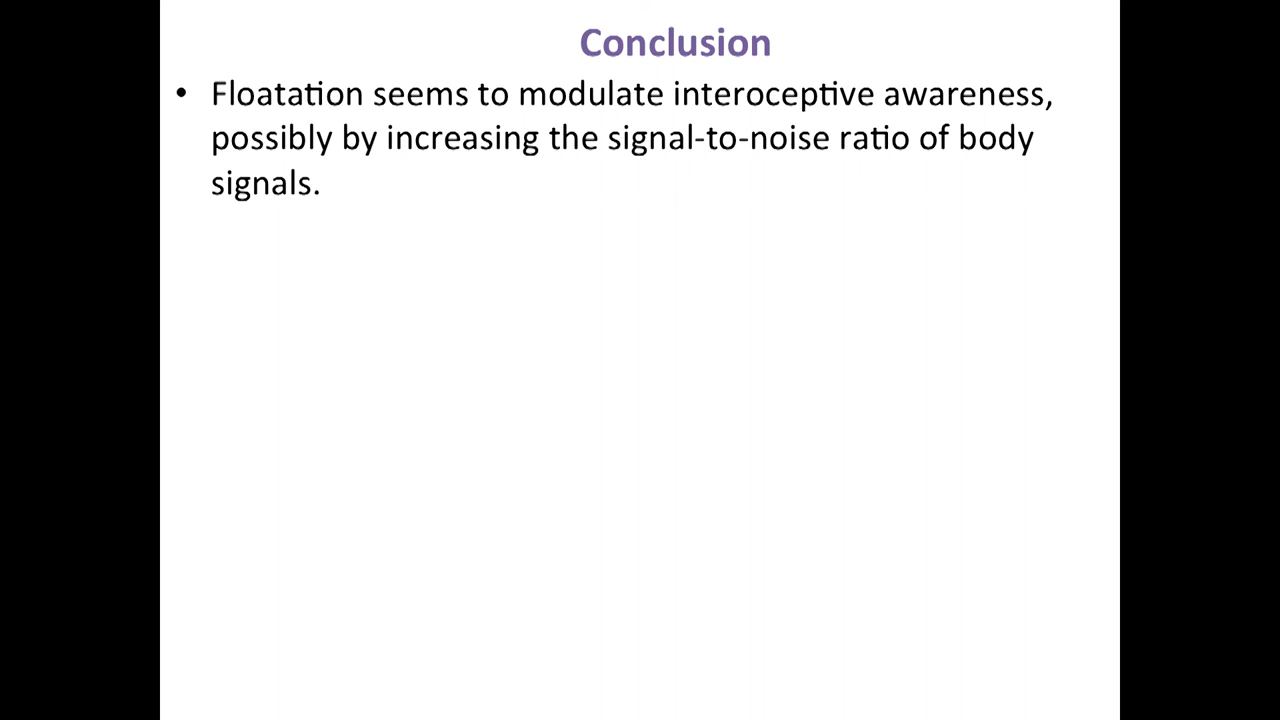 Conclusion
• Floatation seems to modulate interoceptive awareness,
possibly by increasing the signal-to-noise ratio of body
signals.